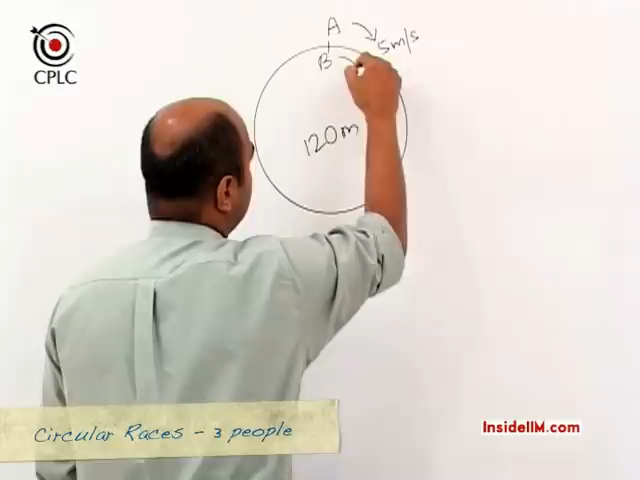 CPLC
A
5m/s
B
120m
Circular Races - 3 people
InsideIIM.com